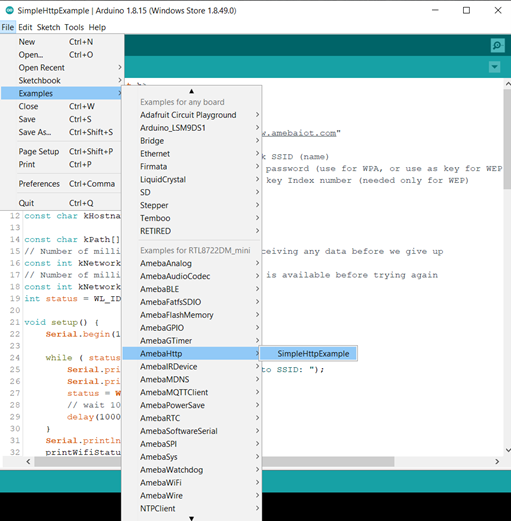 SimpleHttpExample | Arduino 1.8.15 (Windows Store 1.8.49.0)
File Edit Sketch Tools Help
New Ctrl+N
Open... Ctrl+O
Open Recent
Sketchbook
Examples
Close Ctrl+W
Save Ctrl+S
Save As... Ctrl+Shift+S
Page Setup Ctrl+Shift+P
Print Ctrl+P
Preferences Ctrl+Comma
Quit Ctrl+Q
Examples for any board
Adafruit Circuit Playground
Arduino_LSM9DS1
Bridge
Ethernet
Firmata
LiquidCrystal
SD
Stepper
Temboo
RETIRED
Examples for RTL8722DM_mini
AmebaAnalog
AmebaAudioCodec
AmebaBLE
AmebaFatfsSDIO
AmebaFlashMemory
AmebaGPIO
AmebaGTimer
AmebaHttp
AmebaIRDevice
AmebaMDNS
AmebaMQTTClient
AmebaPowerSave
AmebaRTC
AmebaSoftwareSerial
AmebaSPI
AmebaSys
AmebaWatchdog
AmebaWiFi
AmebaWire
NTPClient
SimpleHttpExample
w.amebaiot.com"
k SSID (name)
password (use for WPA, or use as key for WEP
key Index number (needed only for WEP)
12 const char kHostna
13
14 const char kPath[]
15 // Number of milli ceiving any data before we give up
16 const int kNetwork
17 // Number of milli is available before trying again
18 const int kNetwork
19 int status = WL_ID
20
21 void setup() {
22 Serial.begin(1
23
24 while ( status
25 Serial.pri to SSID: ");
26 Serial.pri
27 status = W
28 // wait 10
29 delay(1000
30 }
31 Serial.println
32 printWifiStatu